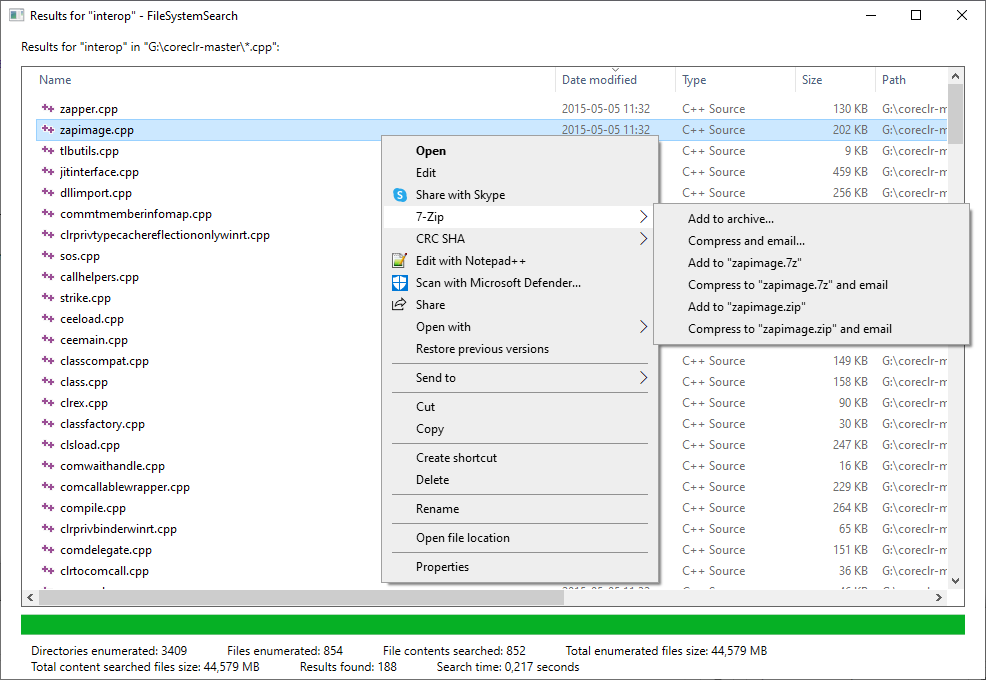 Results for "interop" - FileSystemSearch
Results for "interop" in "G:\coreclr-master\*.cpp":
Name Date modified Type Size Path
zapper.cpp 2015-05-05 11:32 C++ Source 130 KB G:\coreclr-m
zapimage.cpp 2015-05-05 11:32 C++ Source 202 KB G:\coreclr-m
tlbutils.cpp C++ Source 9 KB G:\coreclr-m
jitinterface.cpp C++ Source 459 KB G:\coreclr-m
dllimport.cpp C++ Source 256 KB G:\coreclr-m
commtmemberinfomap.cpp
clrprivtypecachereflectiononlywinrt.cpp
sos.cpp
callhelpers.cpp
strike.cpp
ceeload.cpp
ceemain.cpp
classcompat.cpp C++ Source 149 KB G:\coreclr-m
class.cpp C++ Source 158 KB G:\coreclr-m
clrex.cpp C++ Source 90 KB G:\coreclr-m
classfactory.cpp C++ Source 30 KB G:\coreclr-m
clsload.cpp C++ Source 247 KB G:\coreclr-m
comwaithandle.cpp C++ Source 16 KB G:\coreclr-m
comcallablewrapper.cpp C++ Source 229 KB G:\coreclr-m
compile.cpp C++ Source 264 KB G:\coreclr-m
clrprivbinderwinrt.cpp C++ Source 65 KB G:\coreclr-m
comdelegate.cpp C++ Source 151 KB G:\coreclr-m
clrtocomcall.cpp C++ Source 36 KB G:\coreclr-m
Open
Edit
Share with Skype
7-Zip
CRC SHA
Edit with Notepad++
Scan with Microsoft Defender...
Share
Open with
Restore previous versions
Send to
Cut
Copy
Create shortcut
Delete
Rename
Open file location
Properties
Add to archive...
Compress and email...
Add to "zapimage.7z"
Compress to "zapimage.7z" and email
Add to "zapimage.zip"
Compress to "zapimage.zip" and email
Directories enumerated: 3409 Files enumerated: 854 File contents searched: 852 Total enumerated files size: 44,579 MB
Total content searched files size: 44,579 MB Results found: 188 Search time: 0,217 seconds